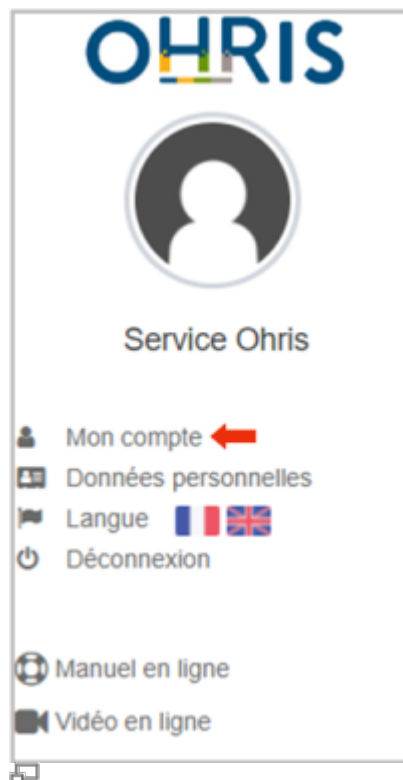 OHRIS
Service Ohris
Mon compte
Données personnelles
Langue
Déconnexion
Manuel en ligne
Vidéo en ligne